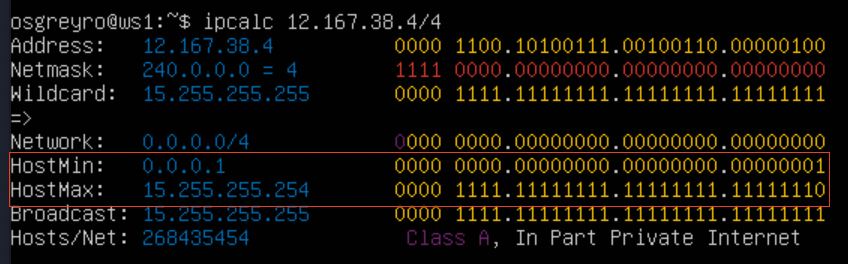 osgreyro@ws1:~$ ipcalc 12.167.38.4/4
Address: 12.167.38.4 0000 1100.10100111.00100110.00000100
Netmask: 240.0.0.0 = 4 1111 0000.00000000.00000000.00000000
Wildcard: 15.255.255.255 0000 1111.11111111.11111111.11111111
=>
Network: 0.0.0.0/4 0000 0000.00000000.00000000.00000000
HostMin: 0.0.0.1 0000 0000.00000000.00000000.00000001
HostMax: 15.255.255.254 0000 1111.11111111.11111111.11111110
Broadcast: 15.255.255.255 0000 1111.11111111.11111111.11111111
Hosts/Net: 268435454 Class A, In Part Private Internet